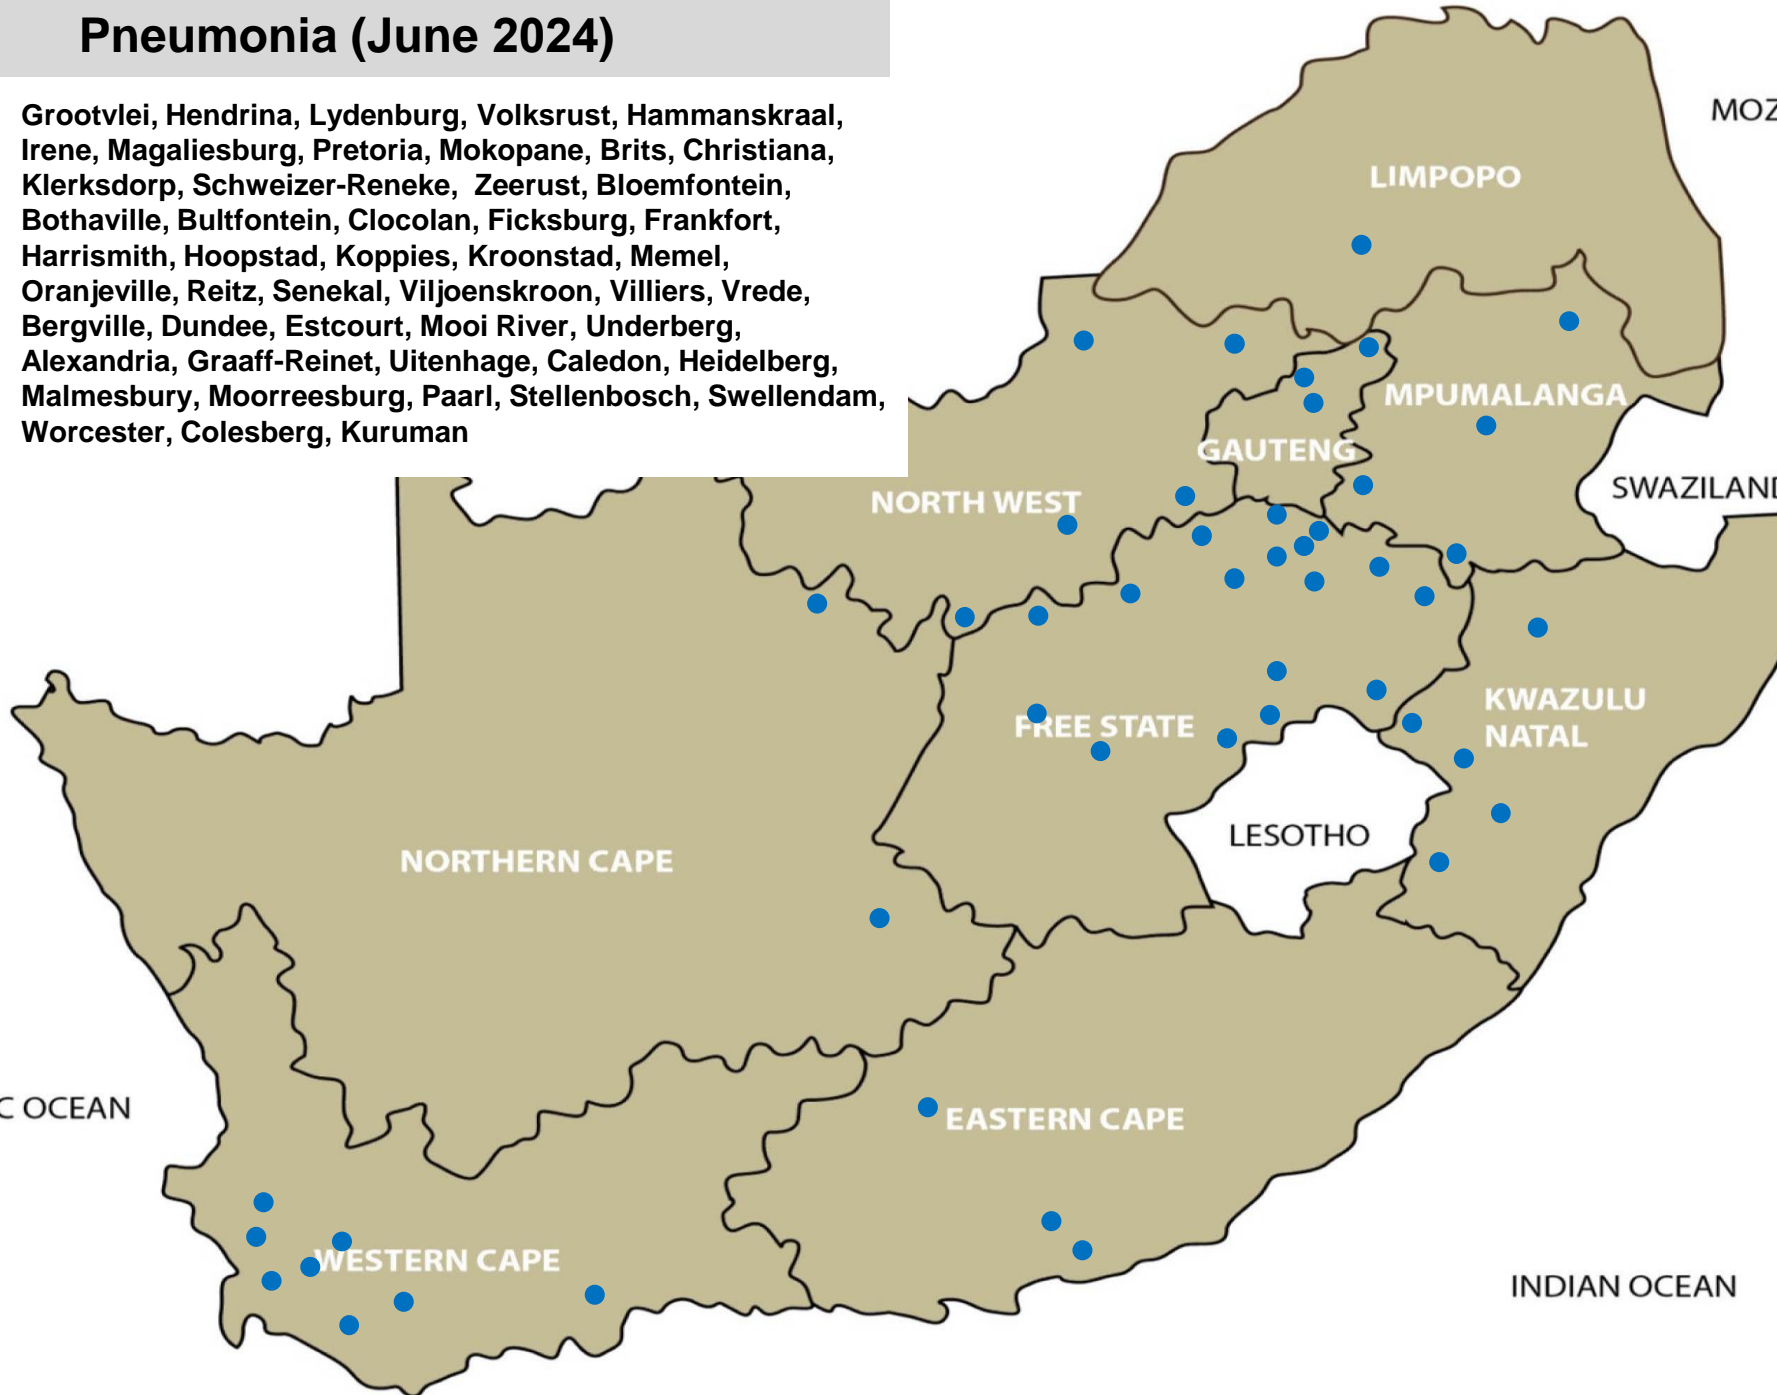 Pneumonia (June 2024)
Grootvlei, Hendrina, Lydenburg, Volksrust, Hammanskraal,
Irene, Magaliesburg, Pretoria, Mokopane, Brits, Christiana,
Klerksdorp, Schweizer-Reneke, Zeerust, Bloemfontein,
Bothaville, Bultfontein, Clocolan, Ficksburg, Frankfort,
Harrismith, Hoopstad, Koppies, Kroonstad, Memel,
Oranjeville, Reitz, Senekal, Viljoenskroon, Villiers, Vrede,
Bergville, Dundee, Estcourt, Mooi River, Underberg,
Alexandria, Graaff-Reinet, Uitenhage, Caledon, Heidelberg,
Malmesbury, Moorreesburg, Paarl, Stellenbosch, Swellendam,
Worcester, Colesberg, Kuruman
MOZ
LIMPOPO
MPUMALANGA
GAUTENG
SWAZILAND
NORTH WEST
KWAZULU
NATAL
FREE STATE
LESOTHO
NORTHERN CAPE
C OCEAN
EASTERN CAPE
WESTERN CAPE
INDIAN OCEAN